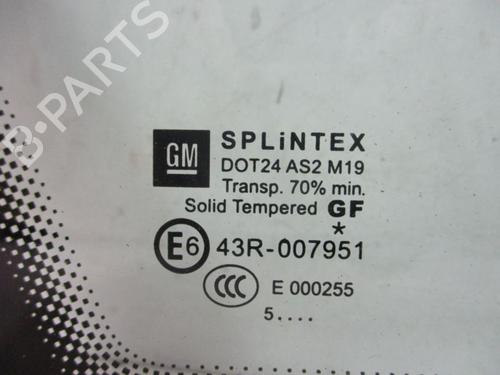 B-PARTS
GM
SPLiNTEX
DOT24 AS2 M19
Transp. 70% min.
Solid Tempered GF
*
E6 43R-007951
CCC E 000255
5....